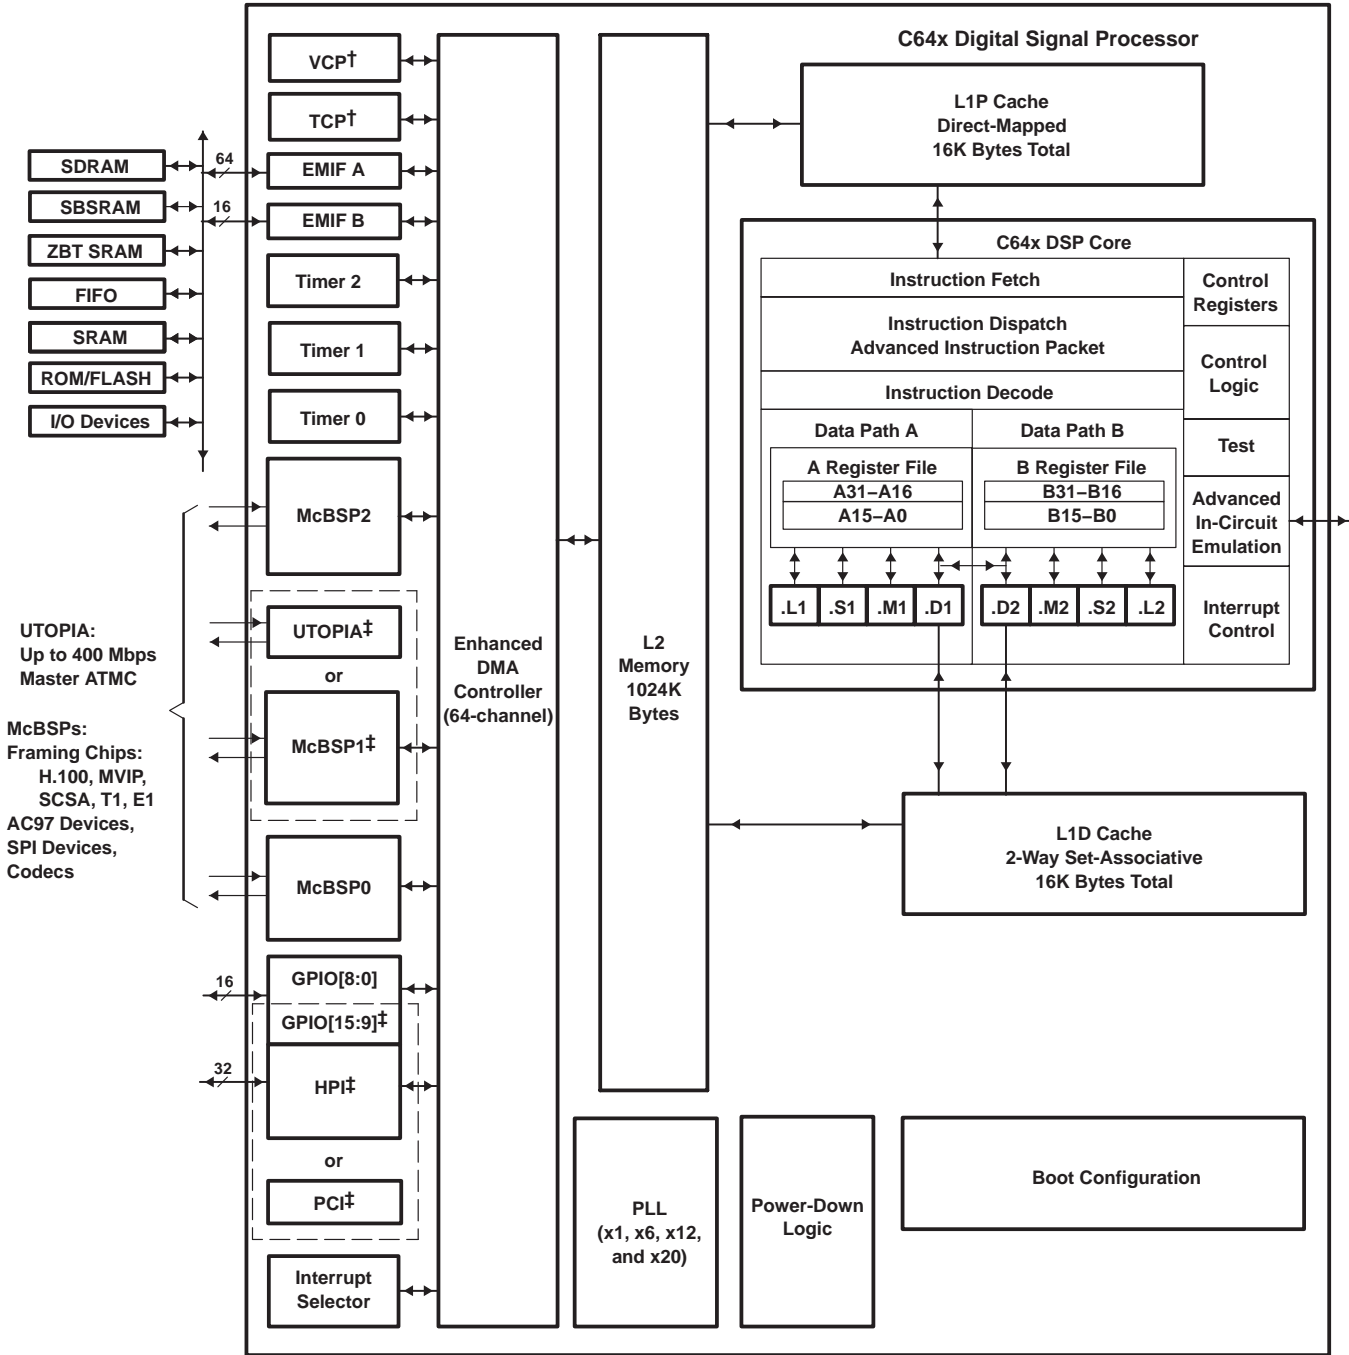 C64x Digital Signal Processor
VCP†
TCP†
EMIF A
EMIF B
Timer 2
Timer 1
Timer 0
McBSP2
UTOPIA‡
or
McBSP1‡
McBSP0
GPIO[8:0]
GPIO[15:9]‡
HPI‡
or
PCI‡
Interrupt
Selector
64
16
16
32
SDRAM
SBSRAM
ZBT SRAM
FIFO
SRAM
ROM/FLASH
I/O Devices
UTOPIA:
Up to 400 Mbps
Master ATMC
McBSPs:
Framing Chips:
H.100, MVIP,
SCSA, T1, E1
AC97 Devices,
SPI Devices,
Codecs
Enhanced
DMA
Controller
(64-channel)
L2
Memory
1024K
Bytes
L1P Cache
Direct-Mapped
16K Bytes Total
C64x DSP Core
Instruction Fetch
Instruction Dispatch
Advanced Instruction Packet
Instruction Decode
Data Path A
Data Path B
A Register File
A31–A16
A15–A0
B Register File
B31–B16
B15–B0
.L1
.S1
.M1
.D1
.D2
.M2
.S2
.L2
Control
Registers
Control
Logic
Test
Advanced
In-Circuit
Emulation
Interrupt
Control
L1D Cache
2-Way Set-Associative
16K Bytes Total
PLL
(x1, x6, x12,
and x20)
Power-Down
Logic
Boot Configuration